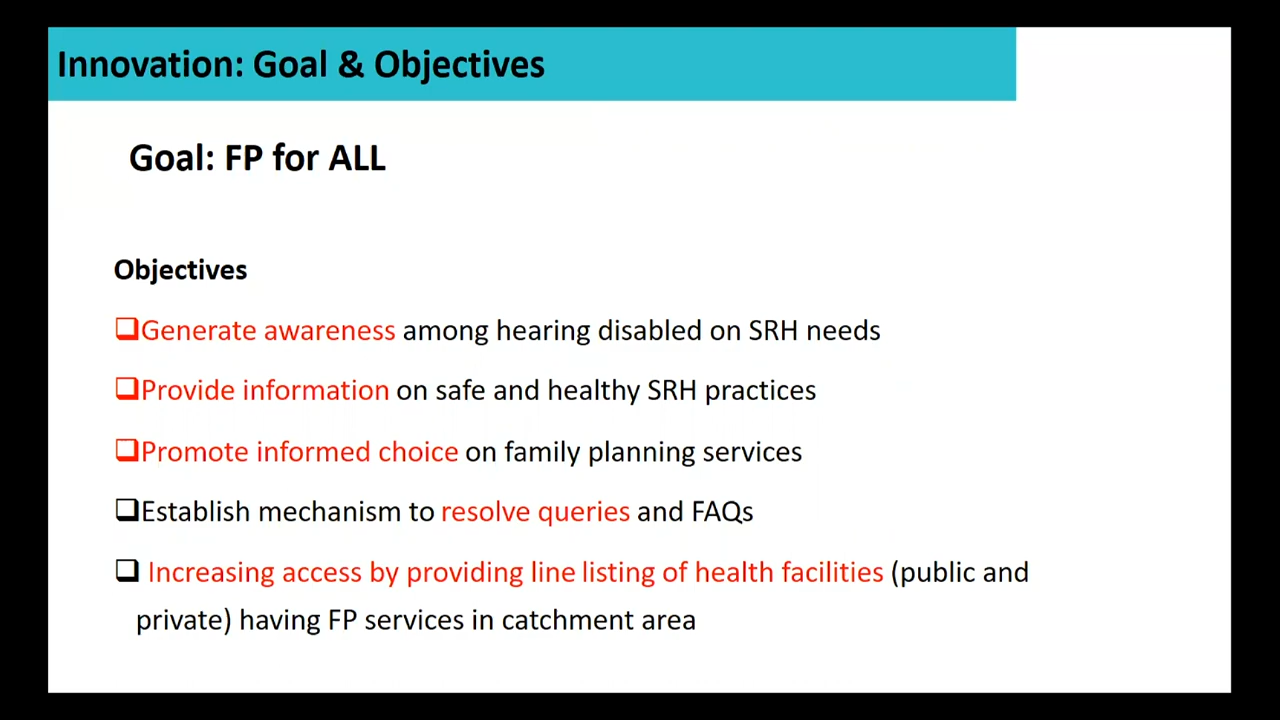 Innovation: Goal & Objectives
Goal: FP for ALL
Objectives
❑Generate awareness among hearing disabled on SRH needs
❑Provide information on safe and healthy SRH practices
❑Promote informed choice on family planning services
❑Establish mechanism to resolve queries and FAQs
❑ Increasing access by providing line listing of health facilities (public and
private) having FP services in catchment area